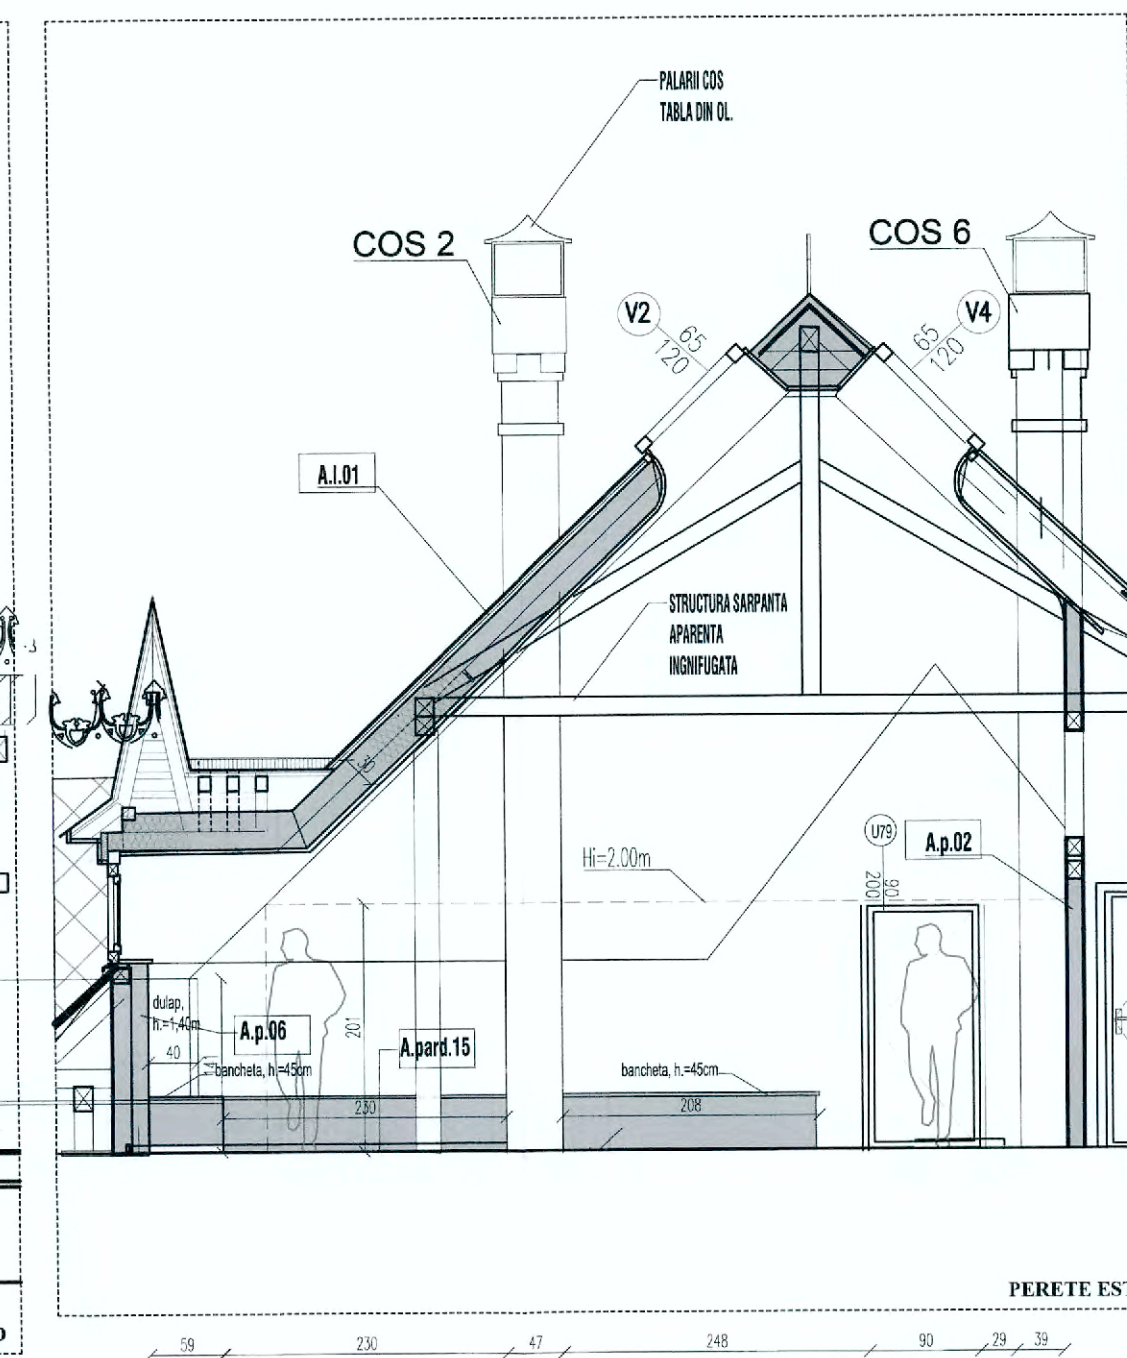 PALARII COS
TABLA DIN OL.
COS 2
COS 6
V2
65
120
V4
65
120
A.I.01
STRUCTURA SARPANTA
APARENTA
INGNIFUGATA
30
Hi=2.00m
U79
90
200
A.p.02
dulap,
h.=1,40m
A.p.06
201
A.pard.15
40
bancheta, h.=45cm
bancheta, h.=45cm
230
208
PERETE EST
59
230
47
248
90
29
39